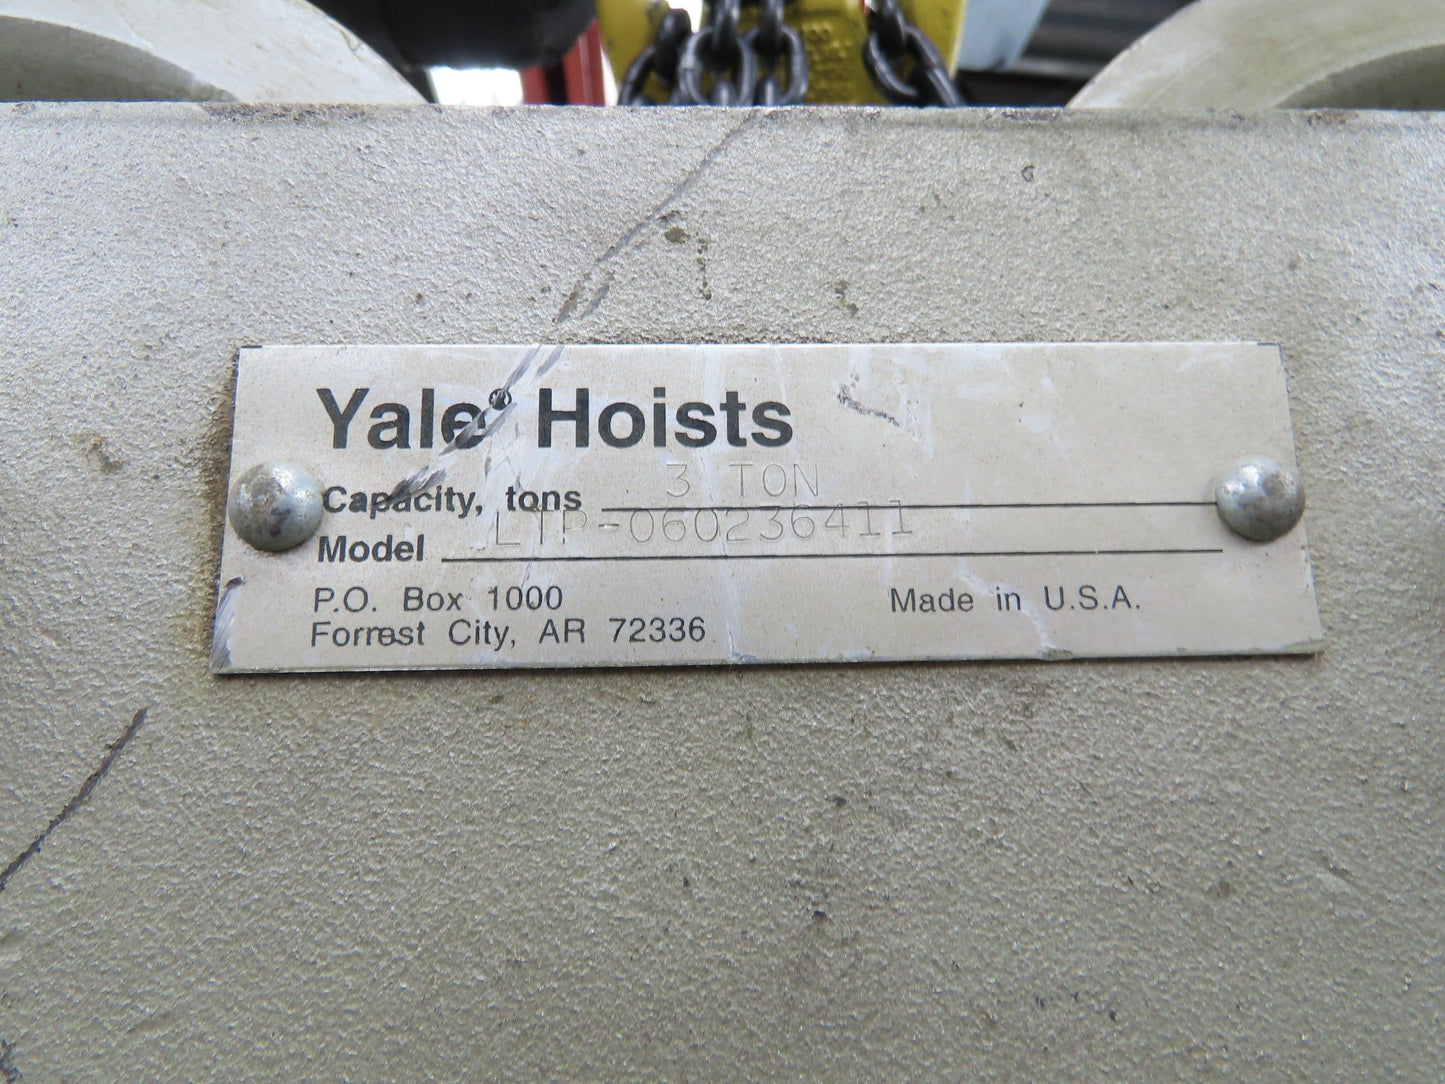 Yale® Hoists
Capacity, tons 3 TON
Model LTP-060236411
P.O. Box 1000 Made in U.S.A.
Forrest City, AR 72336